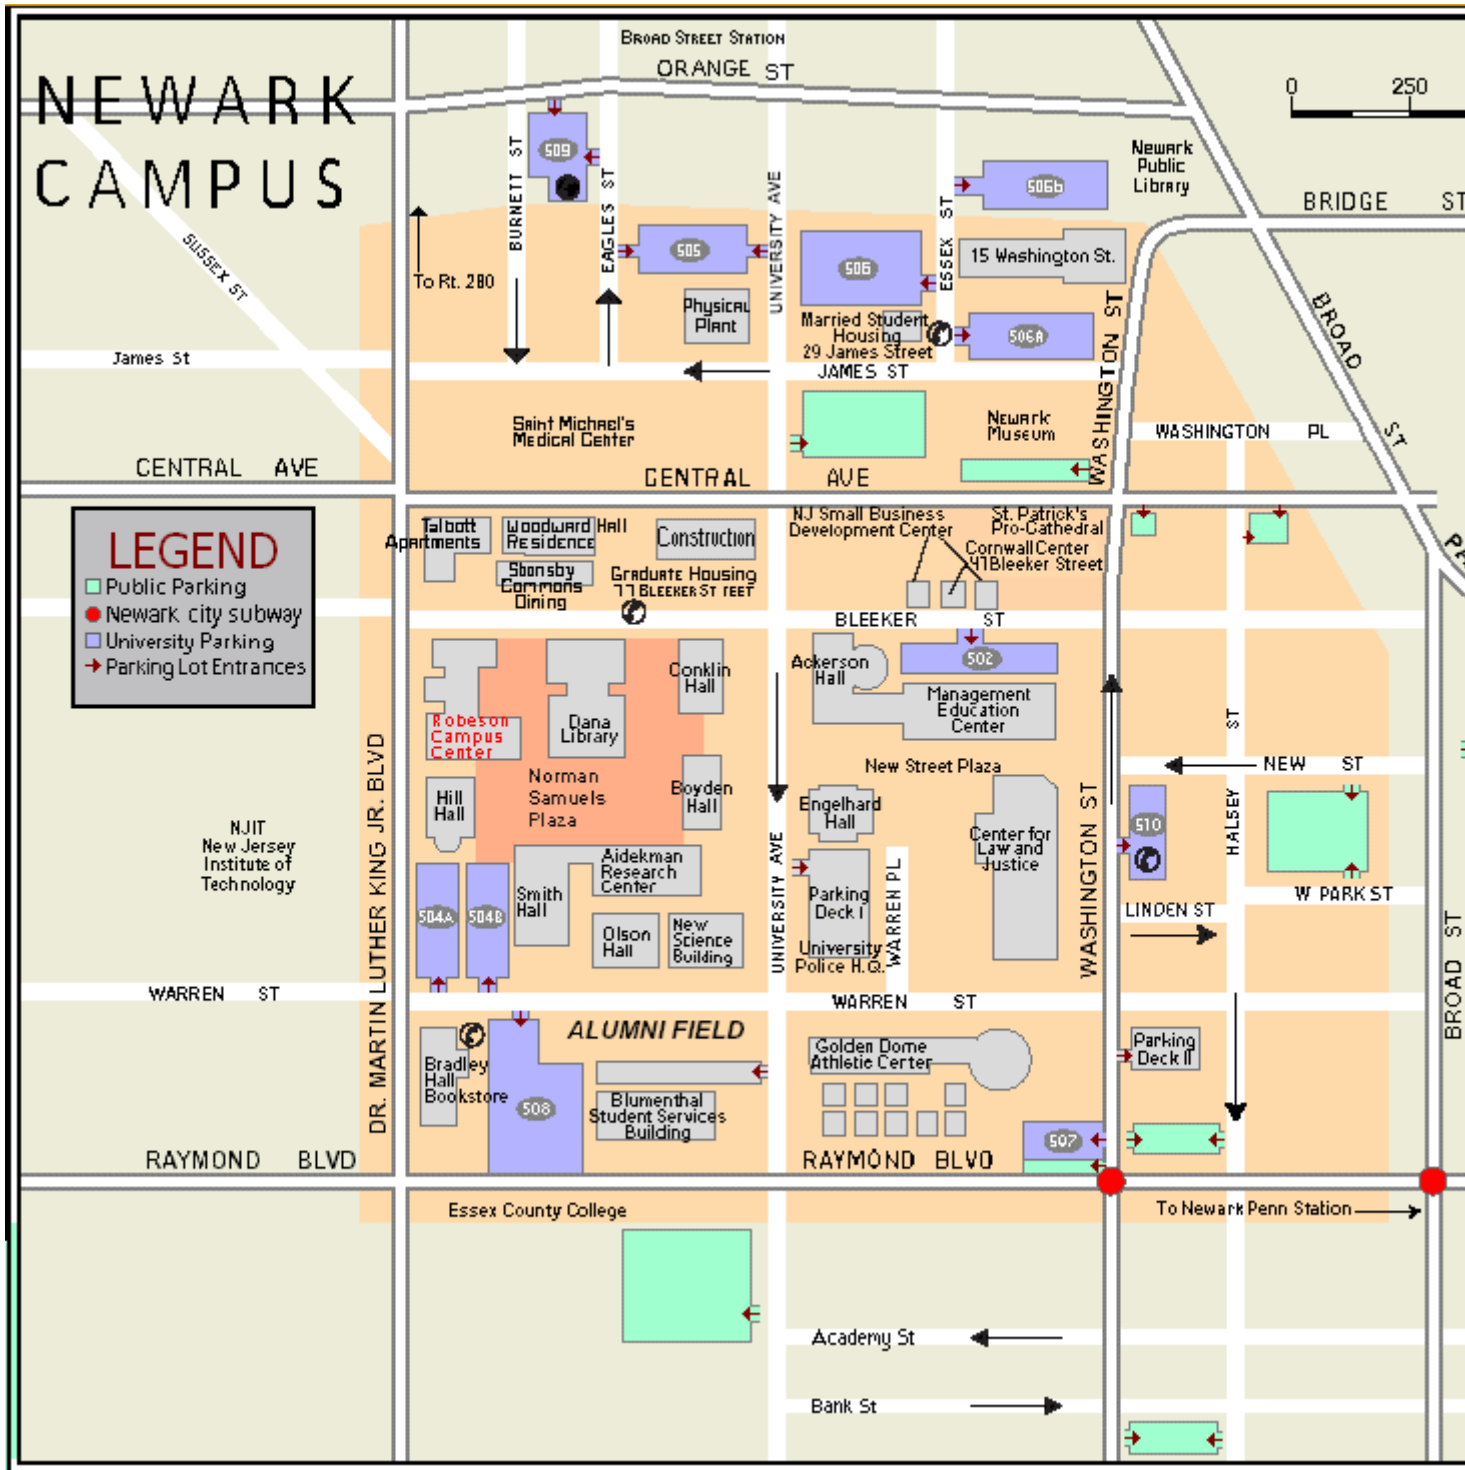 NEWARK
CAMPUS
BROAD STREET STATION
ORANGE ST
0 250
Newark
Public
Library
BRIDGE ST
SUSSEX ST
To Rt. 280
BURNETT ST
EAGLES ST
UNIVERSITY AVE
ESSEX ST
509
505
506
506b
506A
15 Washington St.
Physical
Plant
Married Student
Housing
29 James Street
James St
JAMES ST
WASHINGTON ST
BROAD ST
Saint Michael's
Medical Center
Newark
Museum
WASHINGTON PL
CENTRAL AVE
CENTRAL AVE
LEGEND
Public Parking
Newark city subway
University Parking
Parking Lot Entrances
Talbott
Apartments
Woodward Hall
RESIDENCE
Construction
Stonsby
Commons
Dining
GRADUATE HOUSING
77 BLEEKER STREET
NJ Small Business
Development Center
St. Patrick's
Pro-Cathedral
Cornwall Center
47 Bleeker Street
BLEEKER ST
Robeson
Campus
Center
Dana
Library
Conklin
Hall
Ackerson
Hall
502
Management
Education
Center
Norman
Samuels
Plaza
Boyden
Hall
Hill
Hall
New Street Plaza
NEW ST
Engelhard
Hall
Center for
Law and
Justice
510
HALSEY ST
NJIT
New Jersey
Institute of
Technology
DR. MARTIN LUTHER KING JR. BLVD
504A
504B
Smith
Hall
Aidekman
Research
Center
Olson
Hall
New
Science
Building
UNIVERSITY AVE
Parking
Deck I
University
Police H.Q.
WARREN PL
WASHINGTON ST
LINDEN ST
W PARK ST
BROAD ST
WARREN ST
WARREN ST
ALUMNI FIELD
Bradley
Hall
Bookstore
508
Blumenthal
Student Services
Building
Golden Dome
Athletic Center
Parking
Deck II
507
RAYMOND BLVD
RAYMOND BLVD
Essex County College
To Newark Penn Station
Academy St
Bank St